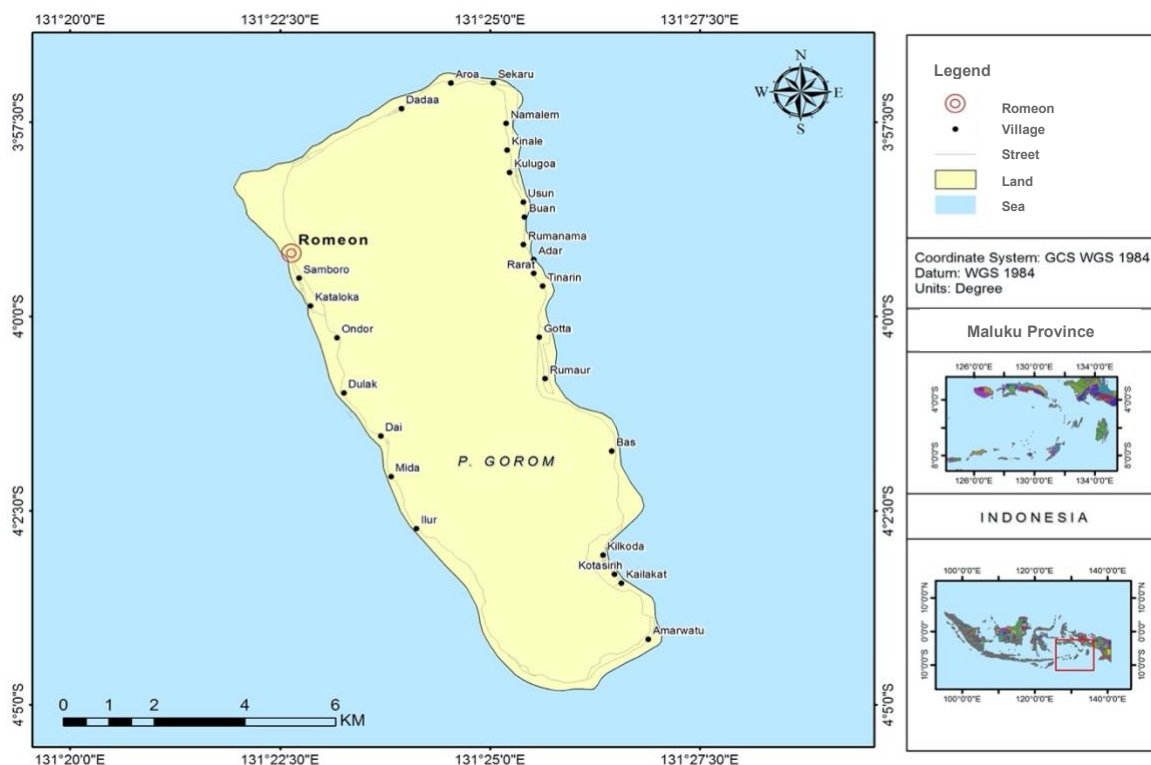 131°20'0"E
131°22'30"E
131°25'0"E
131°27'30"E
3°57'30"S
4°0'0"S
4°2'30"S
4°5'0"S
Aroa
Sekaru
Dadaa
Namalem
Kinale
Kulugoa
Usun
Buan
Rumanama
Romeon
Adar
Rarat
Samboro
Tinarin
Kataloka
Ondor
Gotta
Rumaur
Dulak
Dai
Bas
P. GOROM
Mida
Ilur
Kilkoda
Kotasirih
Kailakat
Amarwatu
N
W E
S
0 1 2 4 6
KM
3°57'30"S
4°0'0"S
4°2'30"S
4°5'0"S
131°20'0"E
131°22'30"E
131°25'0"E
131°27'30"E
Legend
Romeon
Village
Street
Land
Sea
Coordinate System: GCS WGS 1984
Datum: WGS 1984
Units: Degree
Maluku Province
126°0'0"E 130°0'0"E 134°0'0"E
4°0'0"S
8°0'0"S
4°0'0"S
8°0'0"S
126°0'0"E 130°0'0"E 134°0'0"E
INDONESIA
100°0'0"E 120°0'0"E 140°0'0"E
10°0'0"N
0°0'0"
10°0'0"S
10°0'0"N
0°0'0"
10°0'0"S
100°0'0"E 120°0'0"E 140°0'0"E